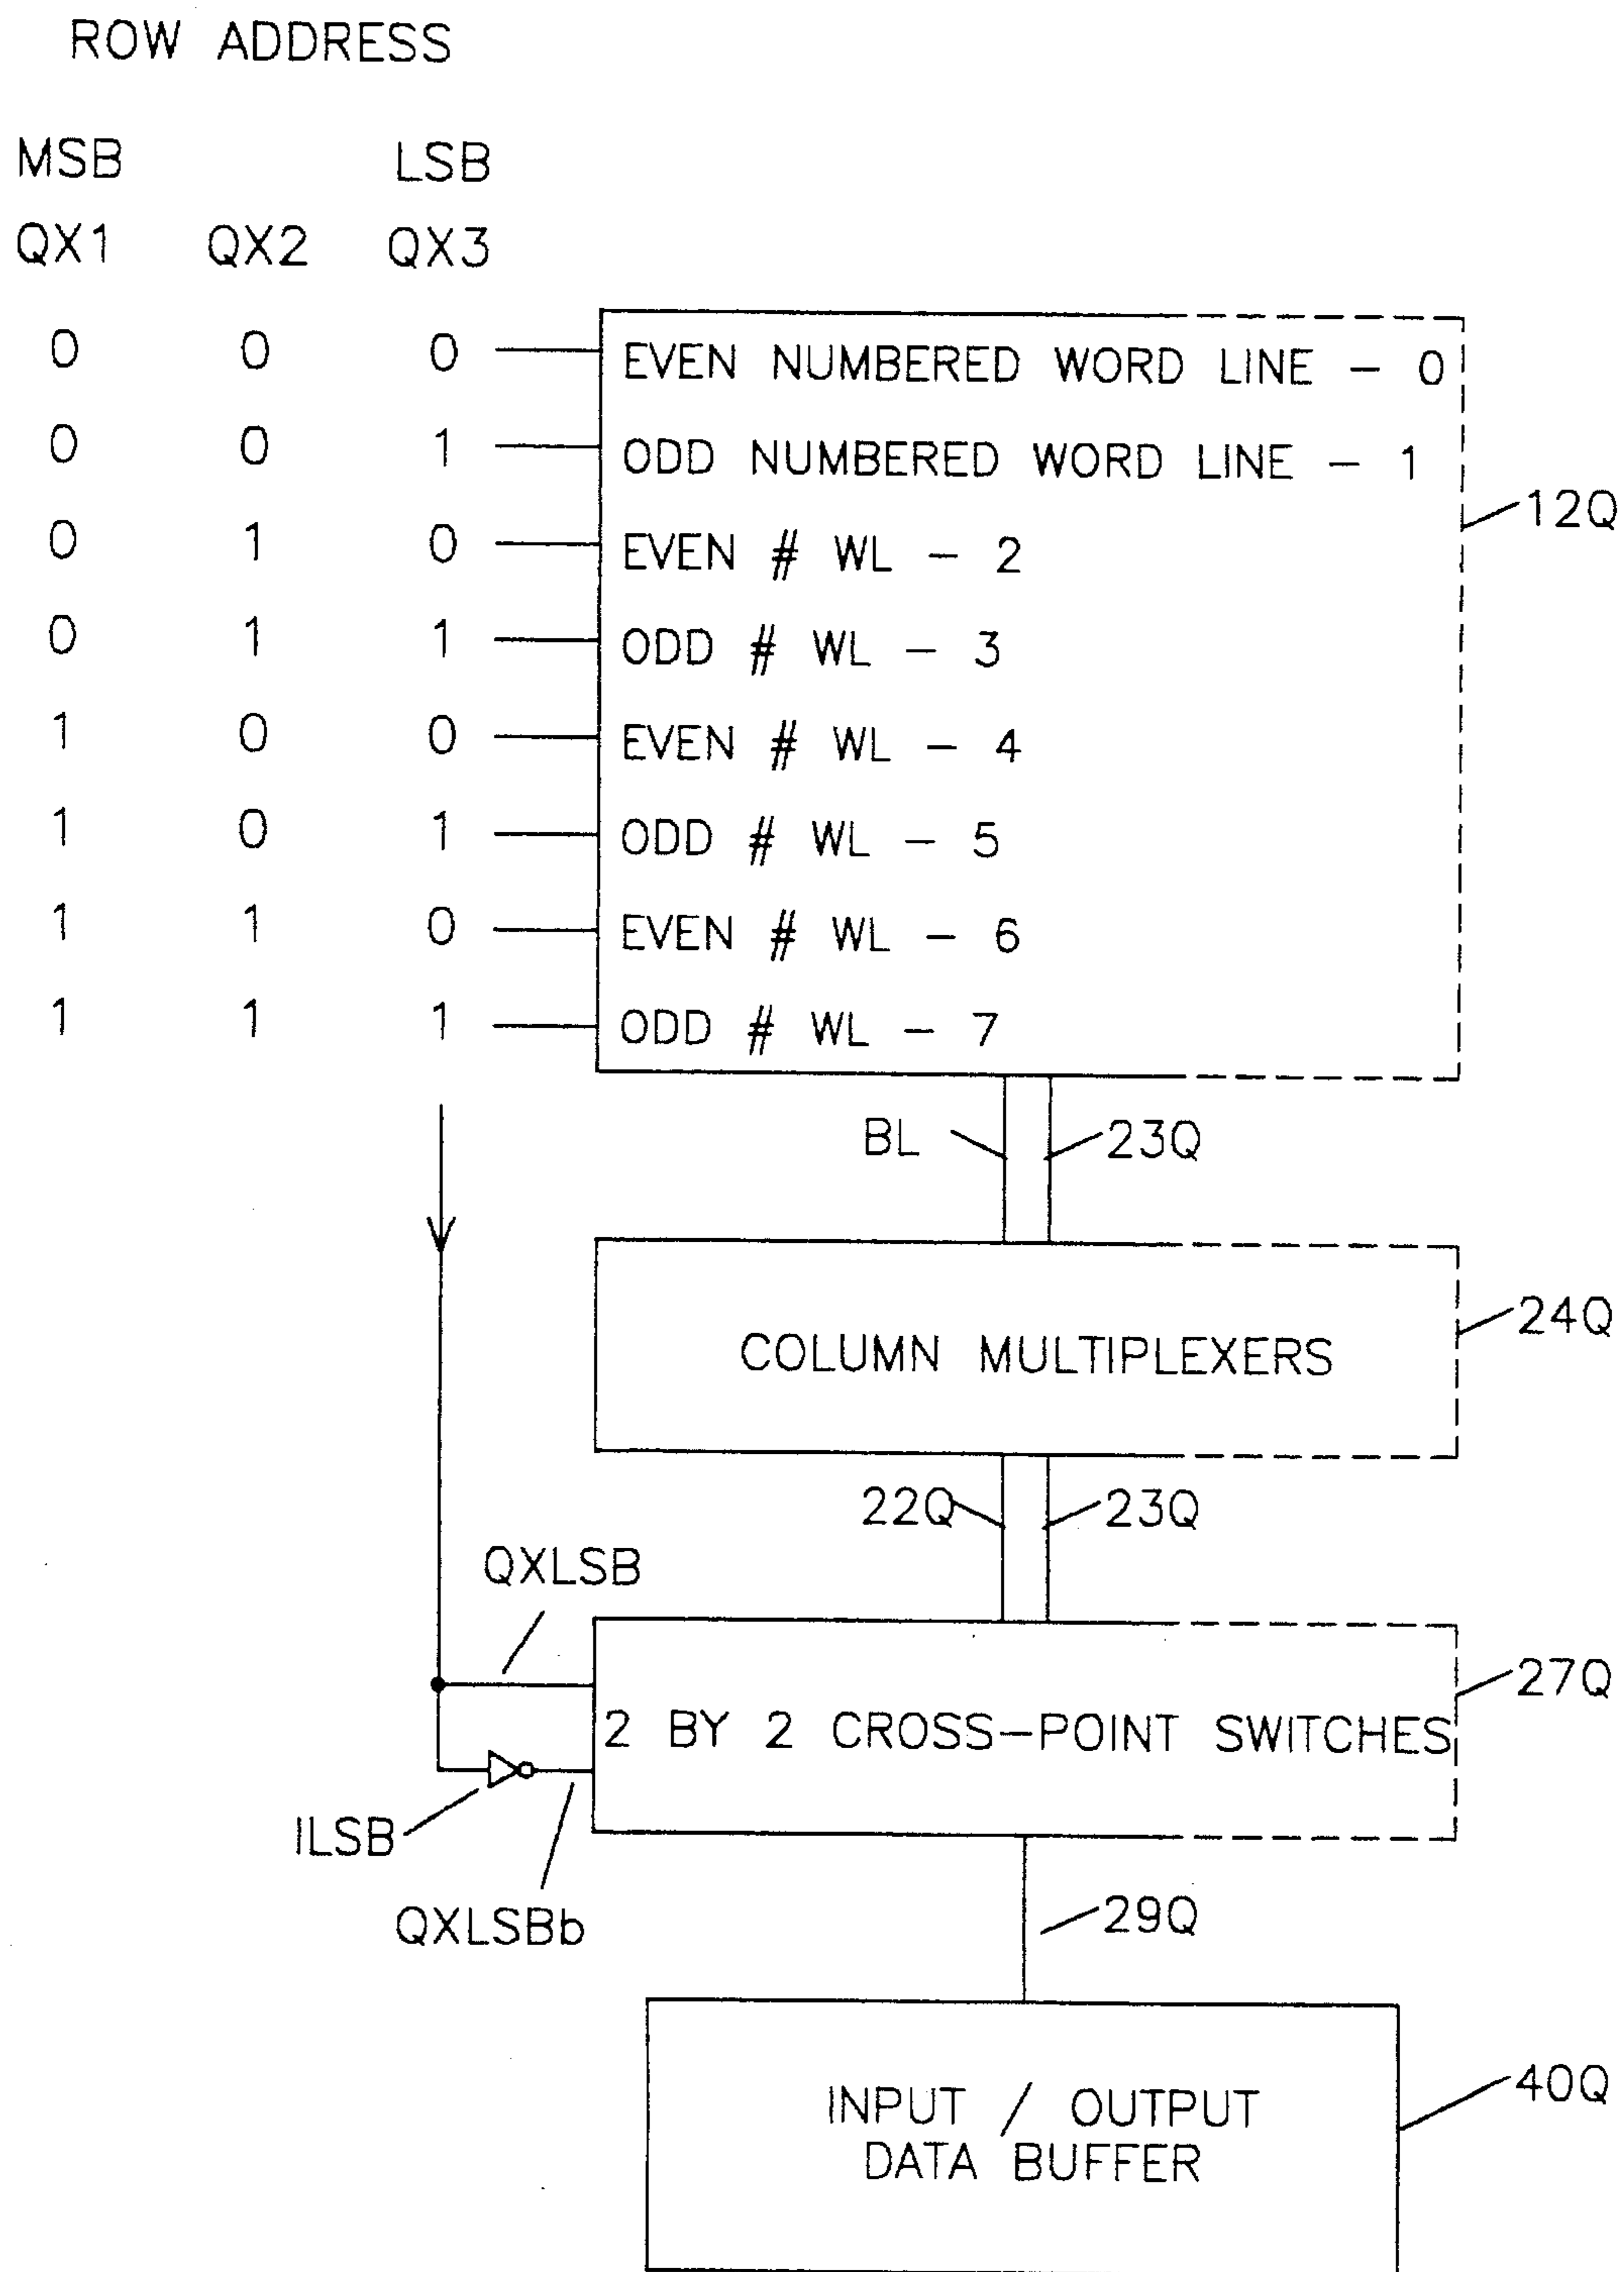 ROW ADDRESS
MSB LSB
QX1 QX2 QX3
0 0 0 EVEN NUMBERED WORD LINE - 0
0 0 1 ODD NUMBERED WORD LINE - 1
12Q
0 1 0 EVEN # WL - 2
0 1 1 ODD # WL - 3
1 0 0 EVEN # WL - 4
1 0 1 ODD # WL - 5
1 1 0 EVEN # WL - 6
1 1 1 ODD # WL - 7
BL 23Q
COLUMN MULTIPLEXERS 24Q
22Q 23Q
QXLSB
27Q
2 BY 2 CROSS-POINT SWITCHES
ILSB
QXLSBb
29Q
INPUT / OUTPUT
DATA BUFFER
40Q